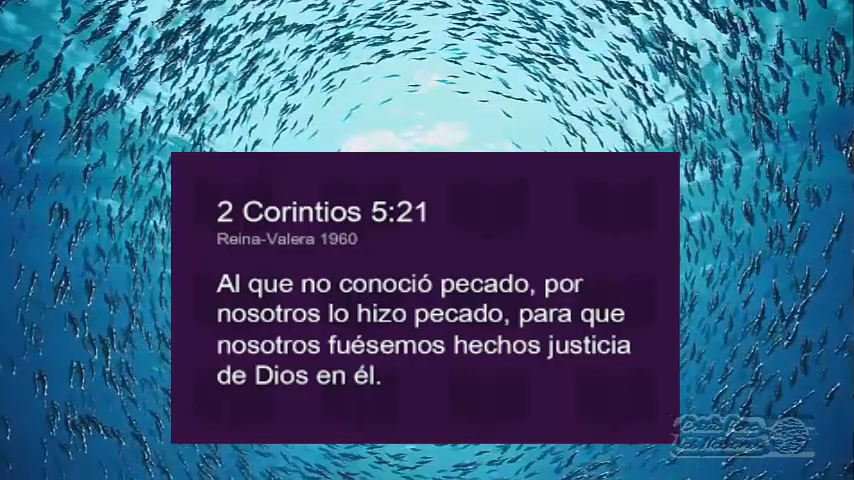 2 Corintios 5:21
Reina-Valera 1960
Al que no conoció pecado, por
nosotros lo hizo pecado, para que
nosotros fuésemos hechos justicia
de Dios en él.